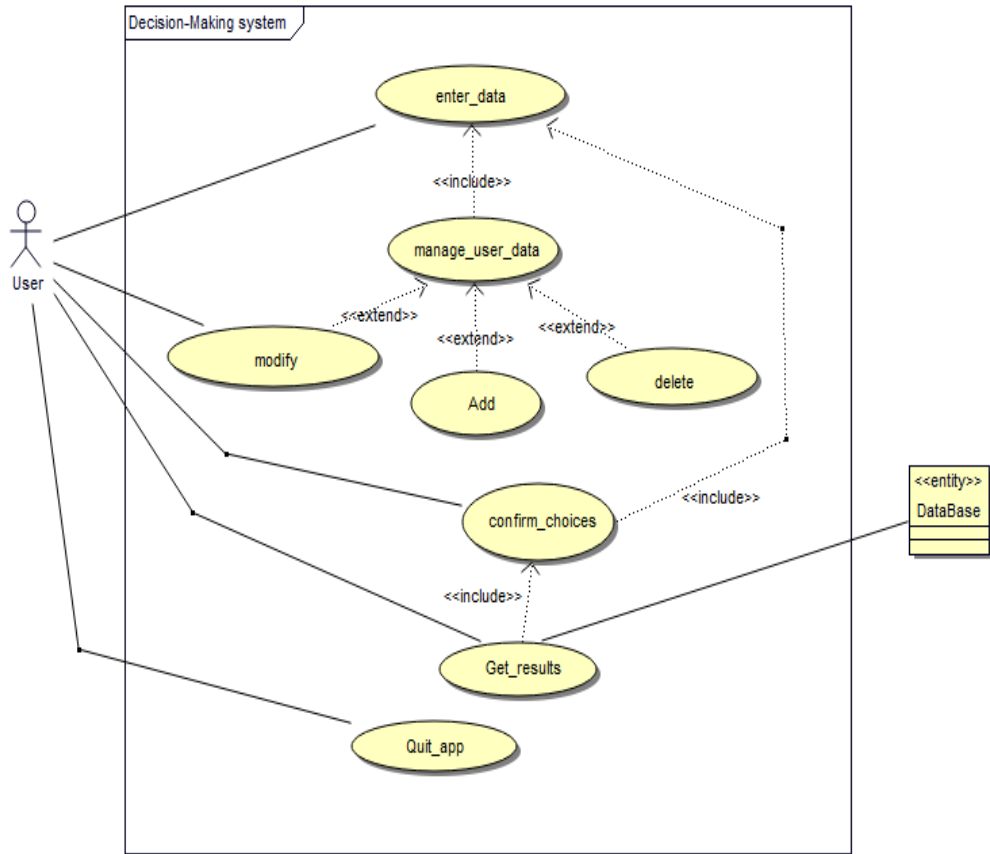 Decision-Making system
enter_data
<<include>>
manage_user_data
User
<<extend>>
<<extend>>
<<extend>>
modify
delete
Add
<<entity>>
DataBase
<<include>>
confirm_choices
<<include>>
Get_results
Quit_app